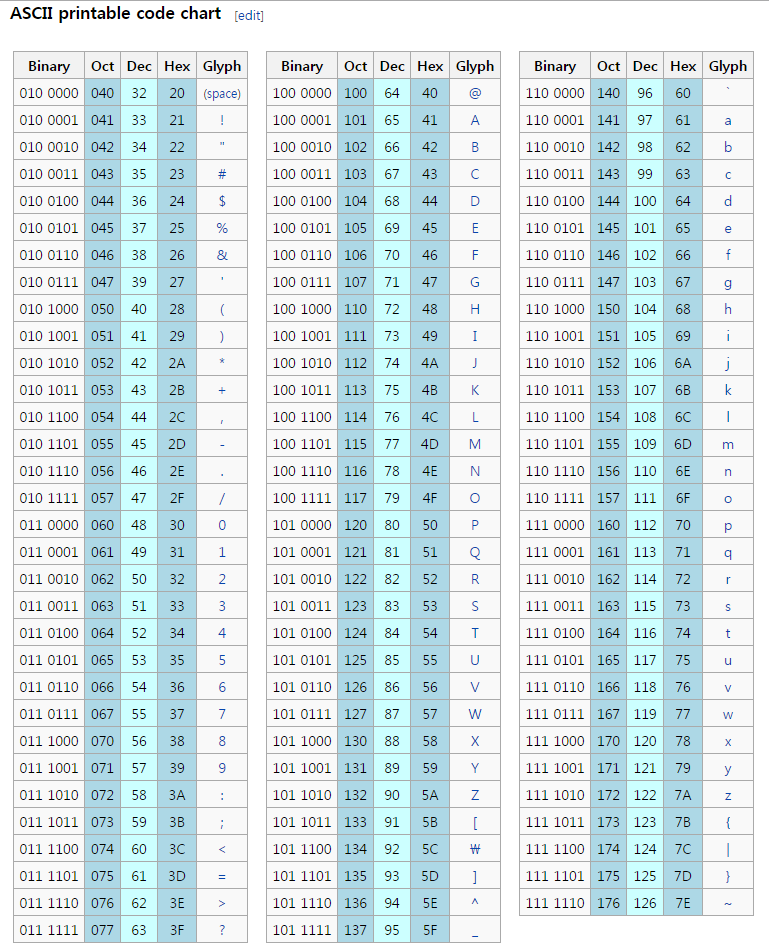 ASCII printable code chart [edit]
Binary Oct Dec Hex Glyph Binary Oct Dec Hex Glyph Binary Oct Dec Hex Glyph
010 0000 040 32 20 (space) 100 0000 100 64 40 @ 110 0000 140 96 60 `
010 0001 041 33 21 ! 100 0001 101 65 41 A 110 0001 141 97 61 a
010 0010 042 34 22 " 100 0010 102 66 42 B 110 0010 142 98 62 b
010 0011 043 35 23 # 100 0011 103 67 43 C 110 0011 143 99 63 c
010 0100 044 36 24 $ 100 0100 104 68 44 D 110 0100 144 100 64 d
010 0101 045 37 25 % 100 0101 105 69 45 E 110 0101 145 101 65 e
010 0110 046 38 26 & 100 0110 106 70 46 F 110 0110 146 102 66 f
010 0111 047 39 27 ' 100 0111 107 71 47 G 110 0111 147 103 67 g
010 1000 050 40 28 ( 100 1000 110 72 48 H 110 1000 150 104 68 h
010 1001 051 41 29 ) 100 1001 111 73 49 I 110 1001 151 105 69 i
010 1010 052 42 2A * 100 1010 112 74 4A J 110 1010 152 106 6A j
010 1011 053 43 2B + 100 1011 113 75 4B K 110 1011 153 107 6B k
010 1100 054 44 2C , 100 1100 114 76 4C L 110 1100 154 108 6C l
010 1101 055 45 2D - 100 1101 115 77 4D M 110 1101 155 109 6D m
010 1110 056 46 2E . 100 1110 116 78 4E N 110 1110 156 110 6E n
010 1111 057 47 2F / 100 1111 117 79 4F O 110 1111 157 111 6F o
011 0000 060 48 30 0 101 0000 120 80 50 P 111 0000 160 112 70 p
011 0001 061 49 31 1 101 0001 121 81 51 Q 111 0001 161 113 71 q
011 0010 062 50 32 2 101 0010 122 82 52 R 111 0010 162 114 72 r
011 0011 063 51 33 3 101 0011 123 83 53 S 111 0011 163 115 73 s
011 0100 064 52 34 4 101 0100 124 84 54 T 111 0100 164 116 74 t
011 0101 065 53 35 5 101 0101 125 85 55 U 111 0101 165 117 75 u
011 0110 066 54 36 6 101 0110 126 86 56 V 111 0110 166 118 76 v
011 0111 067 55 37 7 101 0111 127 87 57 W 111 0111 167 119 77 w
011 1000 070 56 38 8 101 1000 130 88 58 X 111 1000 170 120 78 x
011 1001 071 57 39 9 101 1001 131 89 59 Y 111 1001 171 121 79 y
011 1010 072 58 3A : 101 1010 132 90 5A Z 111 1010 172 122 7A z
011 1011 073 59 3B ; 101 1011 133 91 5B [ 111 1011 173 123 7B {
011 1100 074 60 3C < 101 1100 134 92 5C ₩ 111 1100 174 124 7C |
011 1101 075 61 3D = 101 1101 135 93 5D ] 111 1101 175 125 7D }
011 1110 076 62 3E > 101 1110 136 94 5E ^ 111 1110 176 126 7E ~
011 1111 077 63 3F ? 101 1111 137 95 5F _